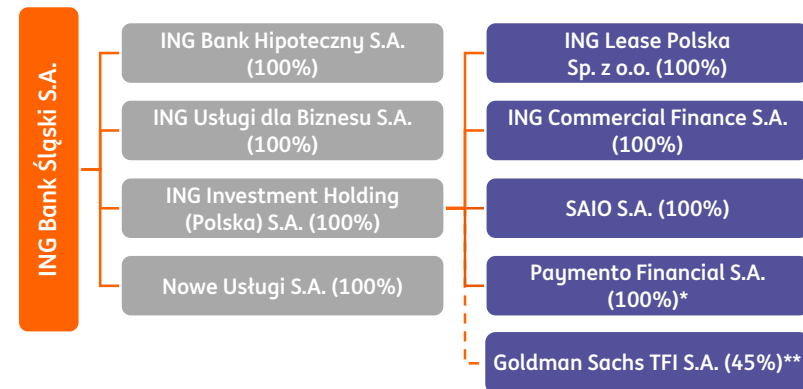 ING Bank Śląski S.A.
ING Bank Hipoteczny S.A.
(100%)
ING Usługi dla Biznesu S.A.
(100%)
ING Investment Holding
(Polska) S.A. (100%)
Nowe Usługi S.A. (100%)
ING Lease Polska
Sp. z o.o. (100%)
ING Commercial Finance S.A.
(100%)
SAIO S.A. (100%)
Paymento Financial S.A.
(100%)*
Goldman Sachs TFI S.A. (45%)**